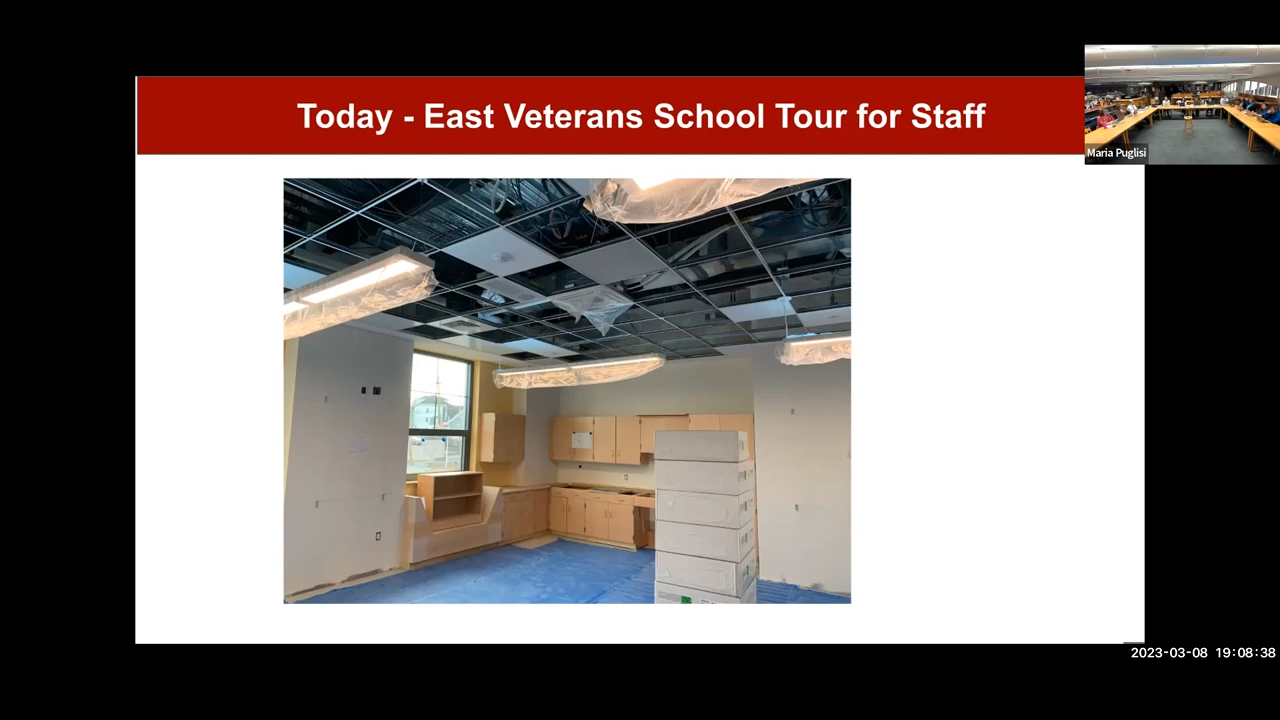 Today - East Veterans School Tour for Staff
Maria Puglisi
2023-03-08 19:08:38